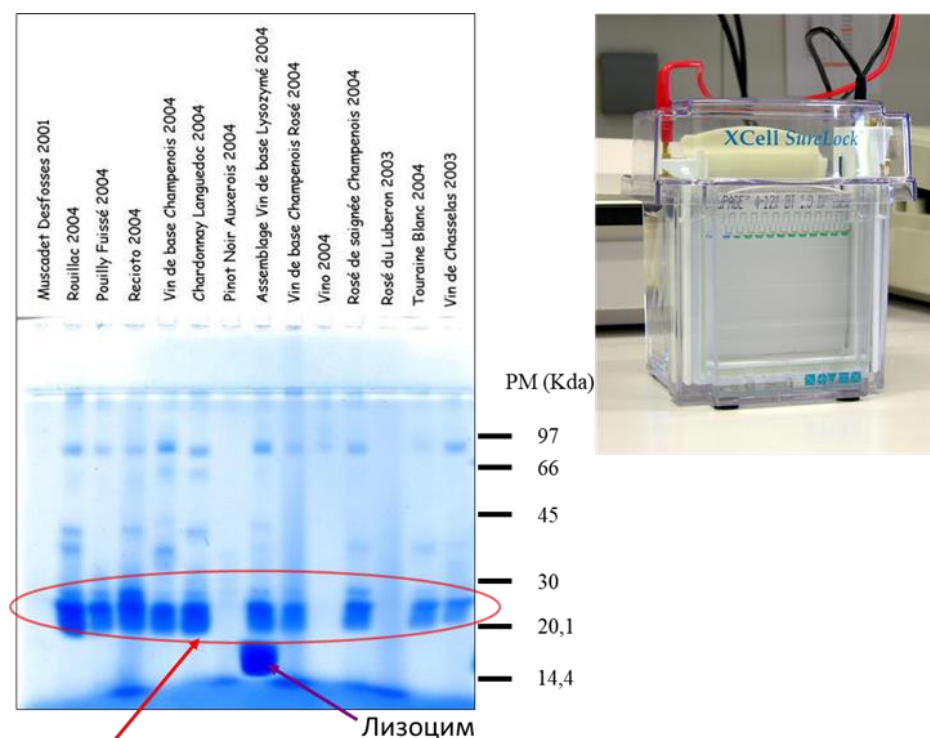 Muscadet Desfosses 2001
Rouillac 2004
Pouilly Fuissé 2004
Recioto 2004
Vin de base Champenois 2004
Chardonnay Languedoc 2004
Pinot Noir Auxerois 2004
Assemblage Vin de base Lysozymé 2004
Vin de base Champenois Rosé 2004
Vino 2004
Rosé de saignée Champenois 2004
Rosé du Luberon 2003
Touraine Blanc 2004
Vin de Chasselas 2003
PM (Kda)
97
66
45
30
20,1
14,4
Лизоцим
XCell SureLock